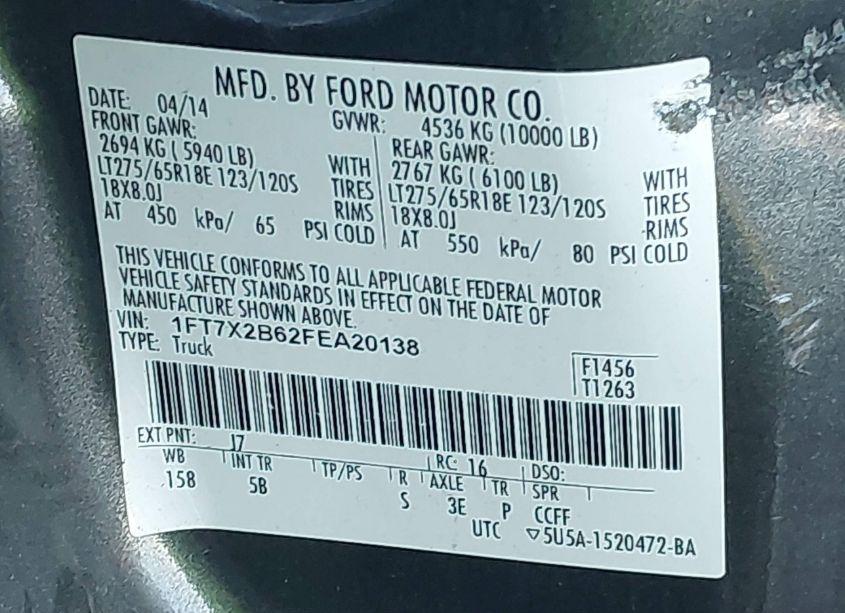 MFD. BY FORD MOTOR CO.
DATE: 04/14 GVWR: 4536 KG (10000 LB)
FRONT GAWR: REAR GAWR:
2694 KG ( 5940 LB) WITH 2767 KG ( 6100 LB) WITH
LT275/65R18E 123/120S TIRES LT275/65R18E 123/120S TIRES
18X8.0J RIMS 18X8.0J RIMS
AT 450 kPa/ 65 PSI COLD AT 550 kPa/ 80 PSI COLD
THIS VEHICLE CONFORMS TO ALL APPLICABLE FEDERAL MOTOR
VEHICLE SAFETY STANDARDS IN EFFECT ON THE DATE OF
MANUFACTURE SHOWN ABOVE.
VIN: 1FT7X2B62FEA20138
TYPE: Truck
F1456
T1263
EXT PNT: J7 RC: 16 DSO:
WB INT TR TP/PS R AXLE TR SPR
158 5B S 3E P CCFF
UTC ▽5U5A-1520472-BA